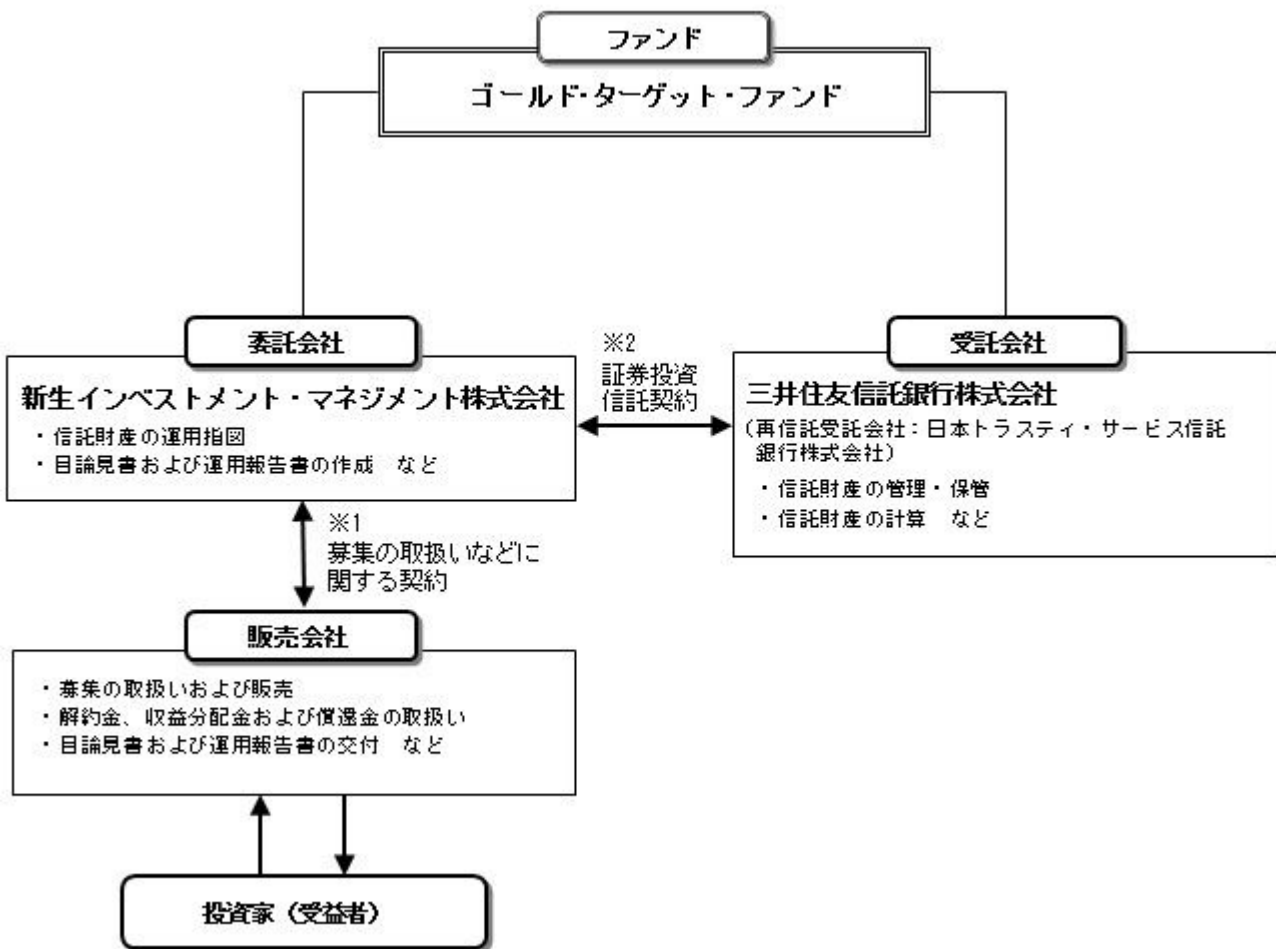 ファンド
ゴールド・ターゲット・ファンド
委託会社
新生インベストメント・マネジメント株式会社
・信託財産の運用指図
・目論見書および運用報告書の作成　など
※2
証券投資
信託契約
受託会社
三井住友信託銀行株式会社
（再信託受託会社：日本トラスティ・サービス信託
銀行株式会社）
・信託財産の管理・保管
・信託財産の計算　など
※1
募集の取扱いなどに
関する契約
販売会社
・募集の取扱いおよび販売
・解約金、収益分配金および償還金の取扱い
・目論見書および運用報告書の交付　など
投資家（受益者）